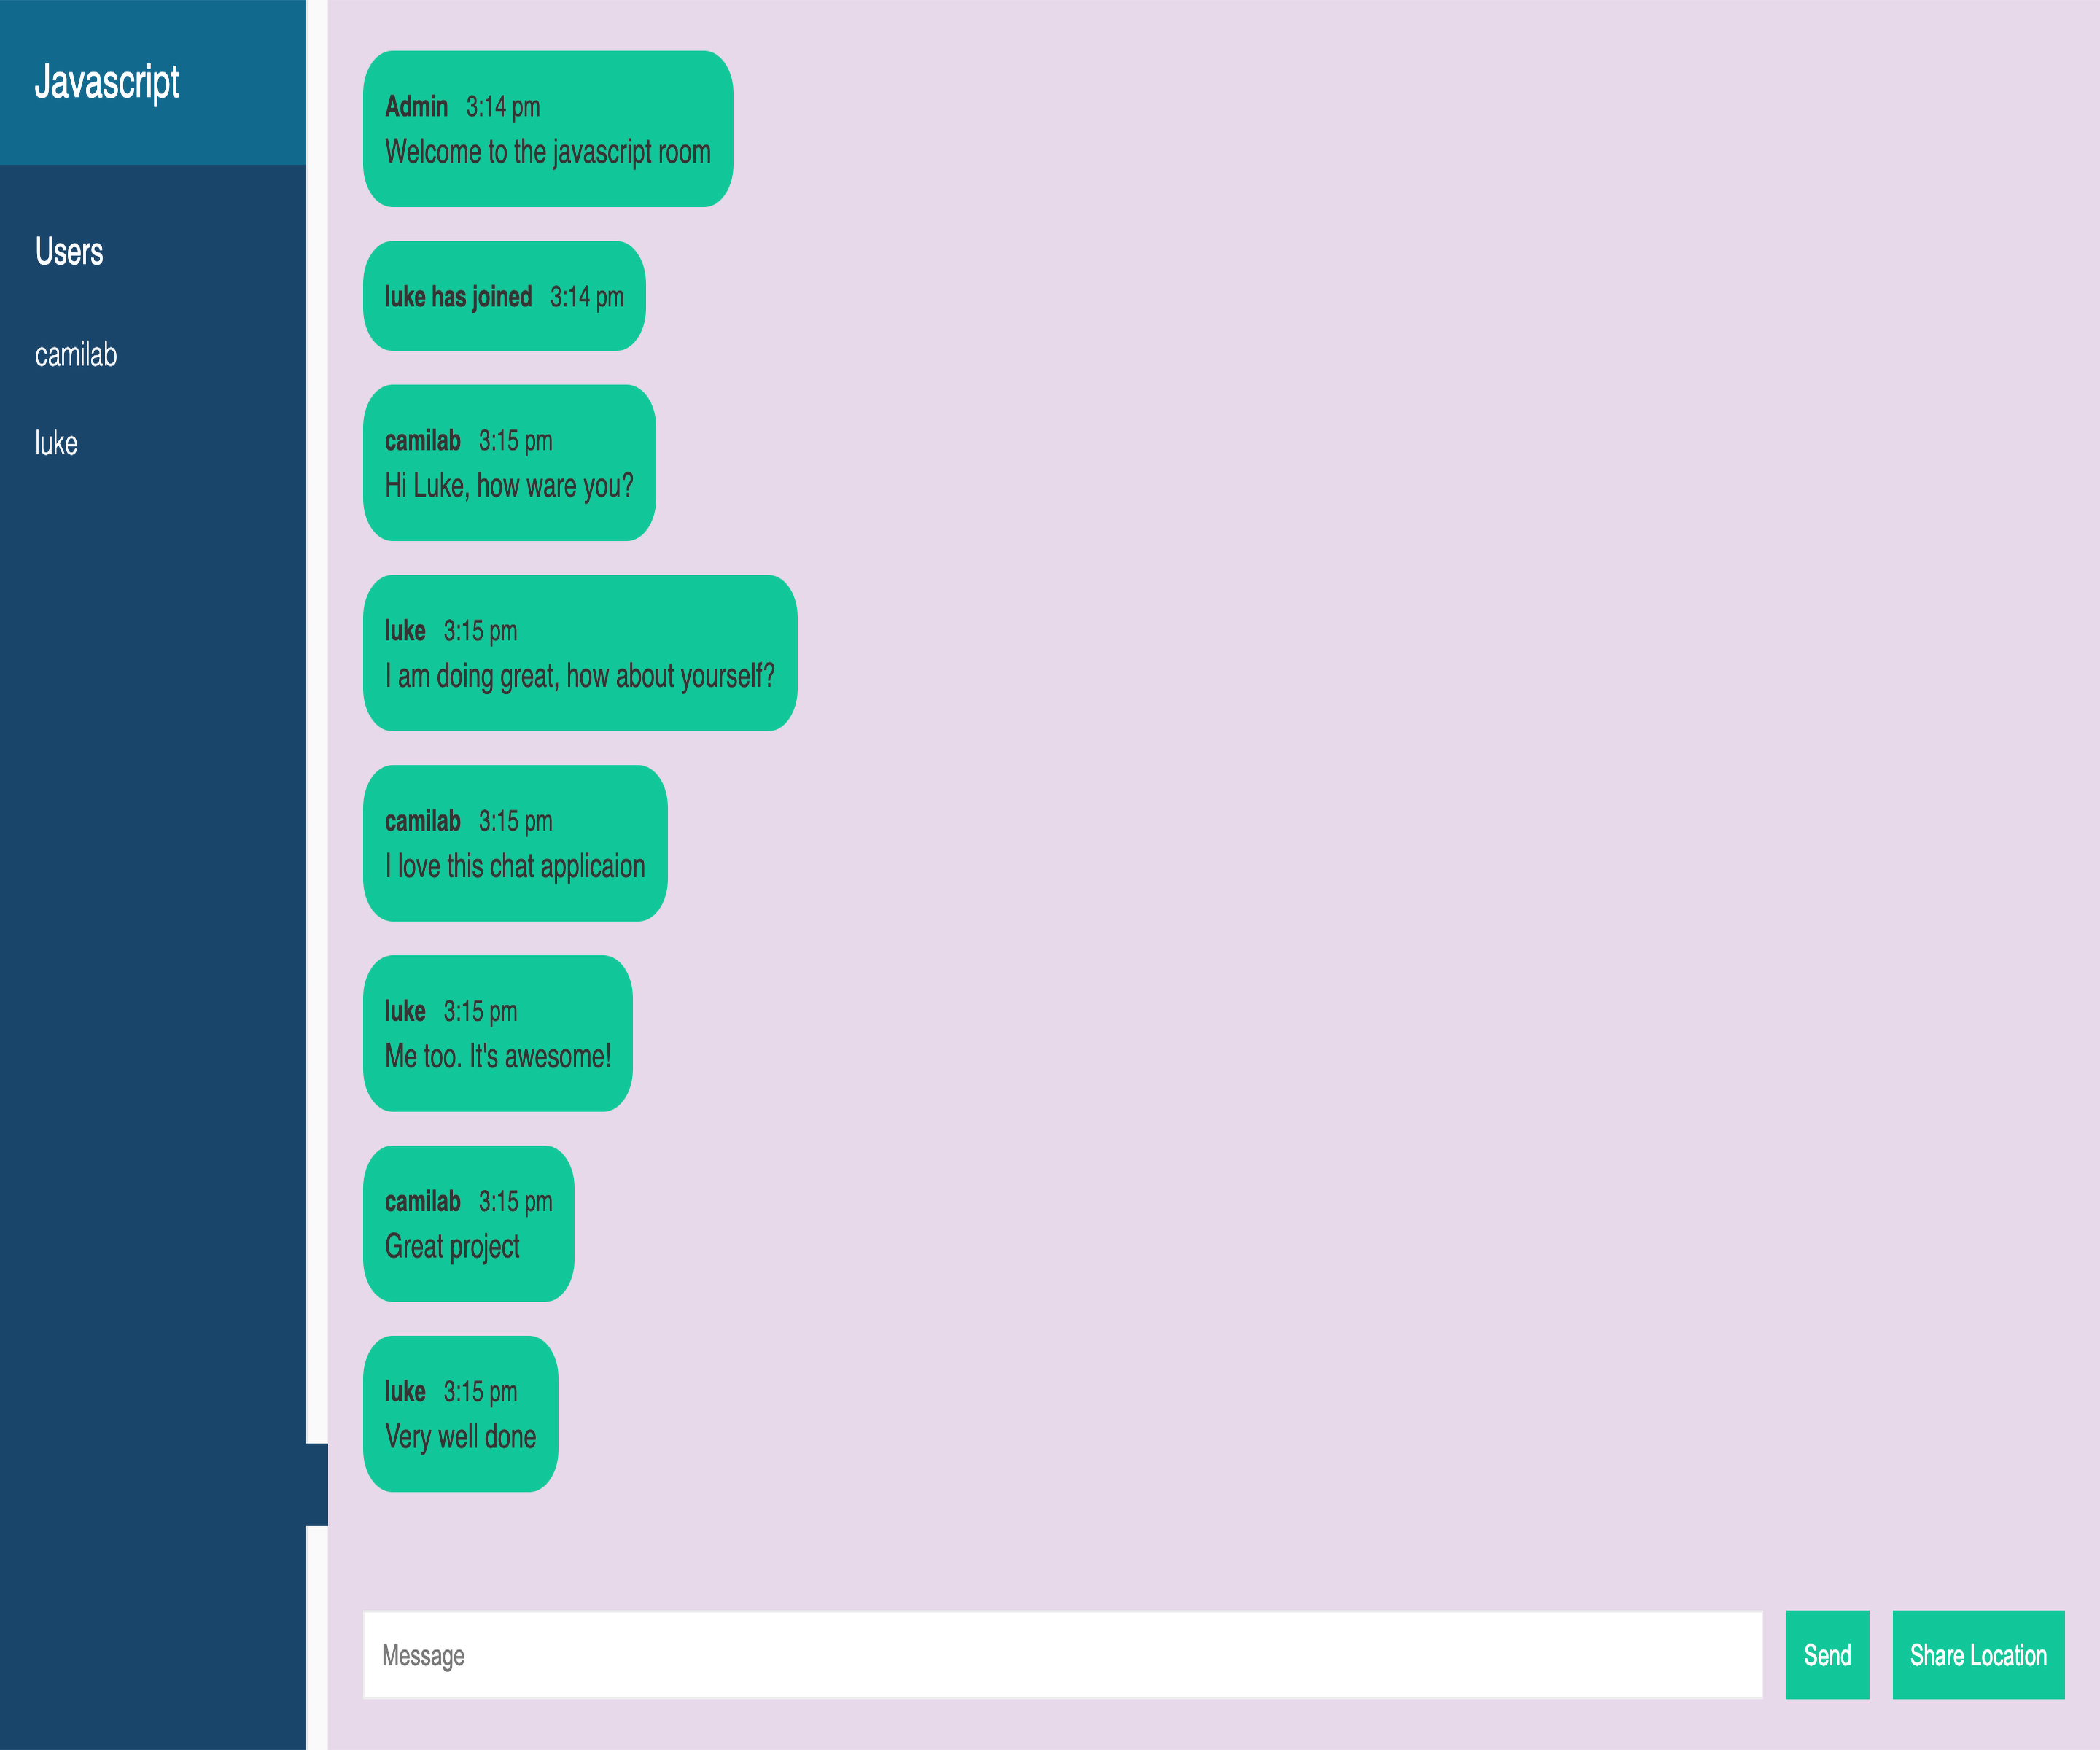 Javascript
Users
camilab
luke
Admin 3:14 pm
Welcome to the javascript room
luke has joined 3:14 pm
camilab 3:15 pm
Hi Luke, how ware you?
luke 3:15 pm
I am doing great, how about yourself?
camilab 3:15 pm
I love this chat applicaion
luke 3:15 pm
Me too. It's awesome!
camilab 3:15 pm
Great project
luke 3:15 pm
Very well done
Message
Send
Share Location